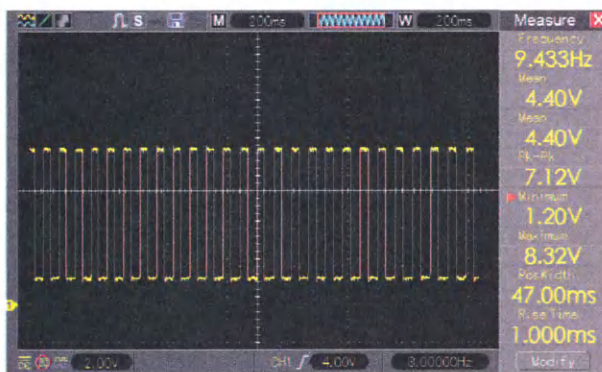 S M 200ms W 200ms Measure X
Frequency
9.433Hz
Mean
4.40V
Mean
4.40V
Pk-Pk
7.12V
Minimum
1.20V
Maximum
8.32V
PosWidth
47.00ms
Rise Time
1.000ms
2.00V CH1 4.00V 8.00000Hz Modify